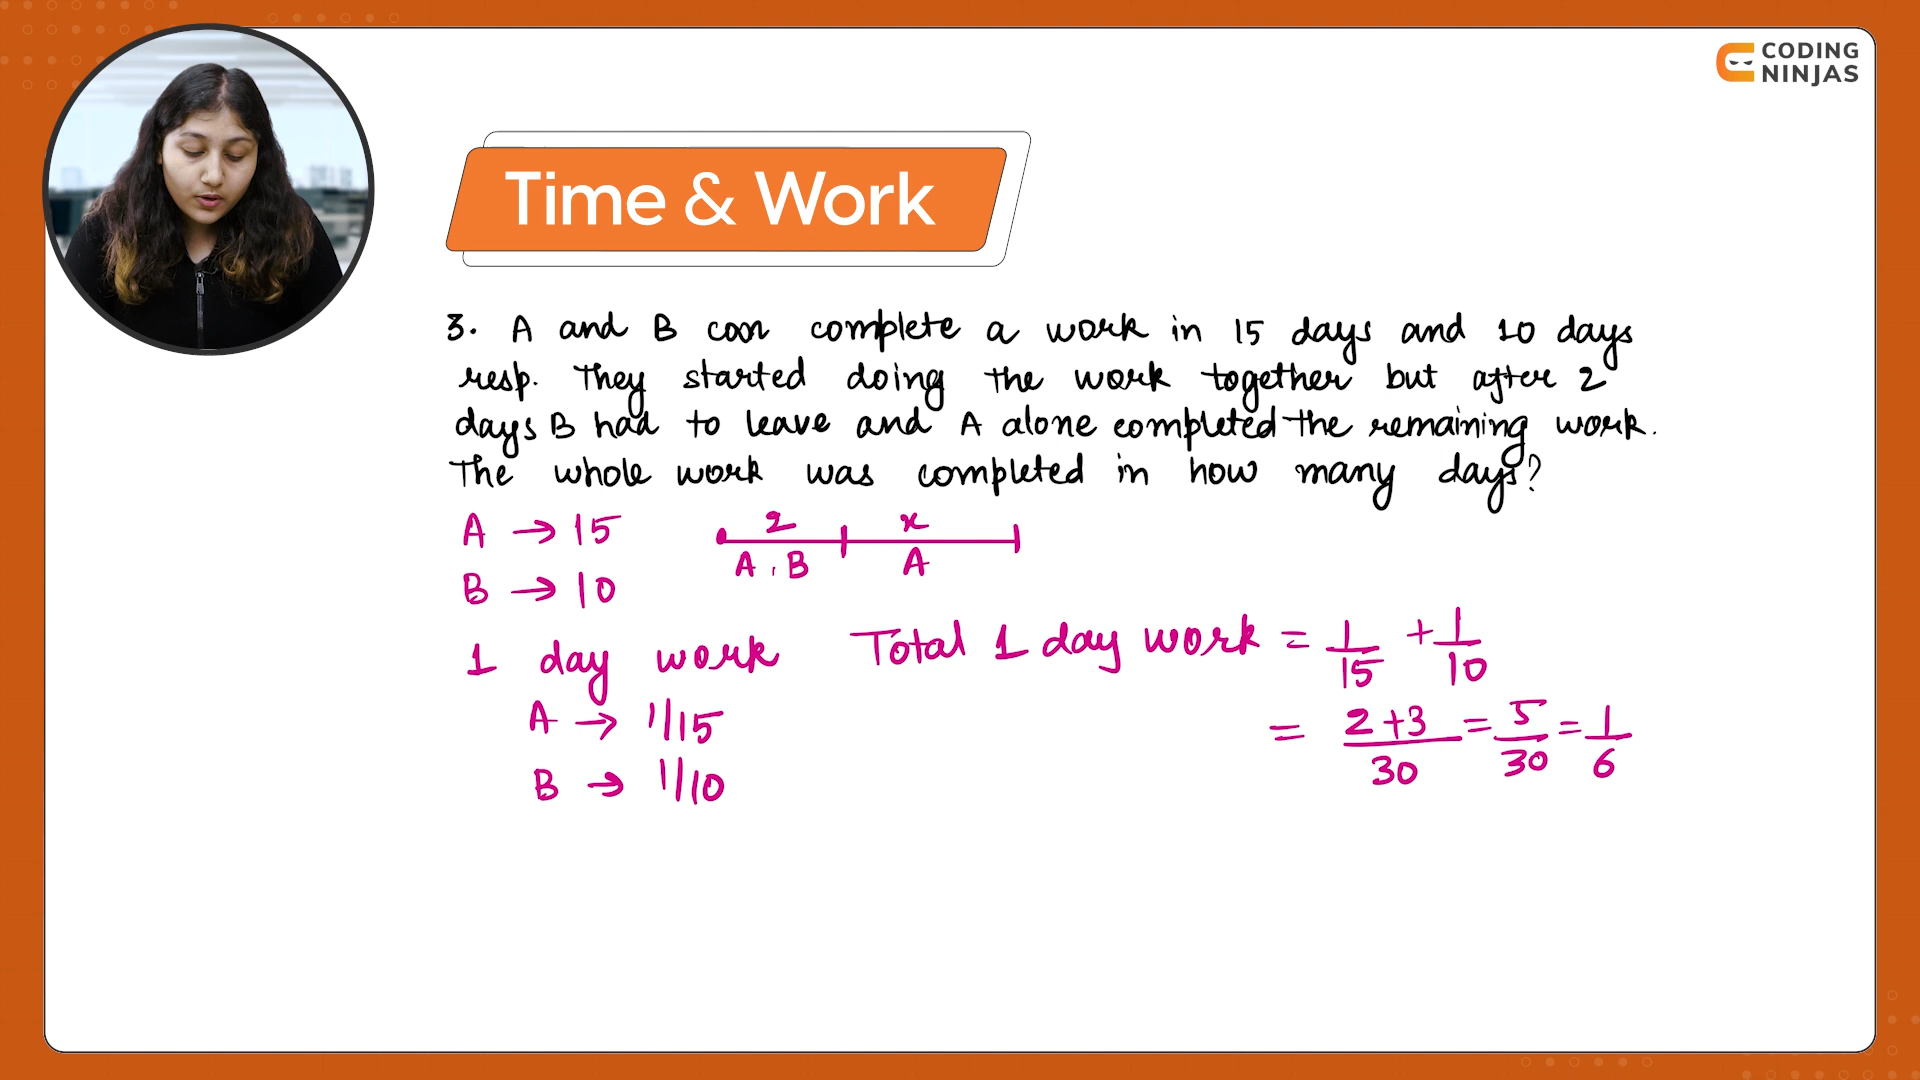 CODING
NINJAS
Time & Work
3. A and B can complete a work in 15 days and 10 days
resp. They started doing the work together but after 2
days B had to leave and A alone completed the remaining work.
The whole work was completed in how many days?
A → 15
B → 10
2 x
A, B A
1 day work
A → 1/15
B → 1/10
Total 1 day work = 1/15 + 1/10
= 2+3/30 = 5/30 = 1/6